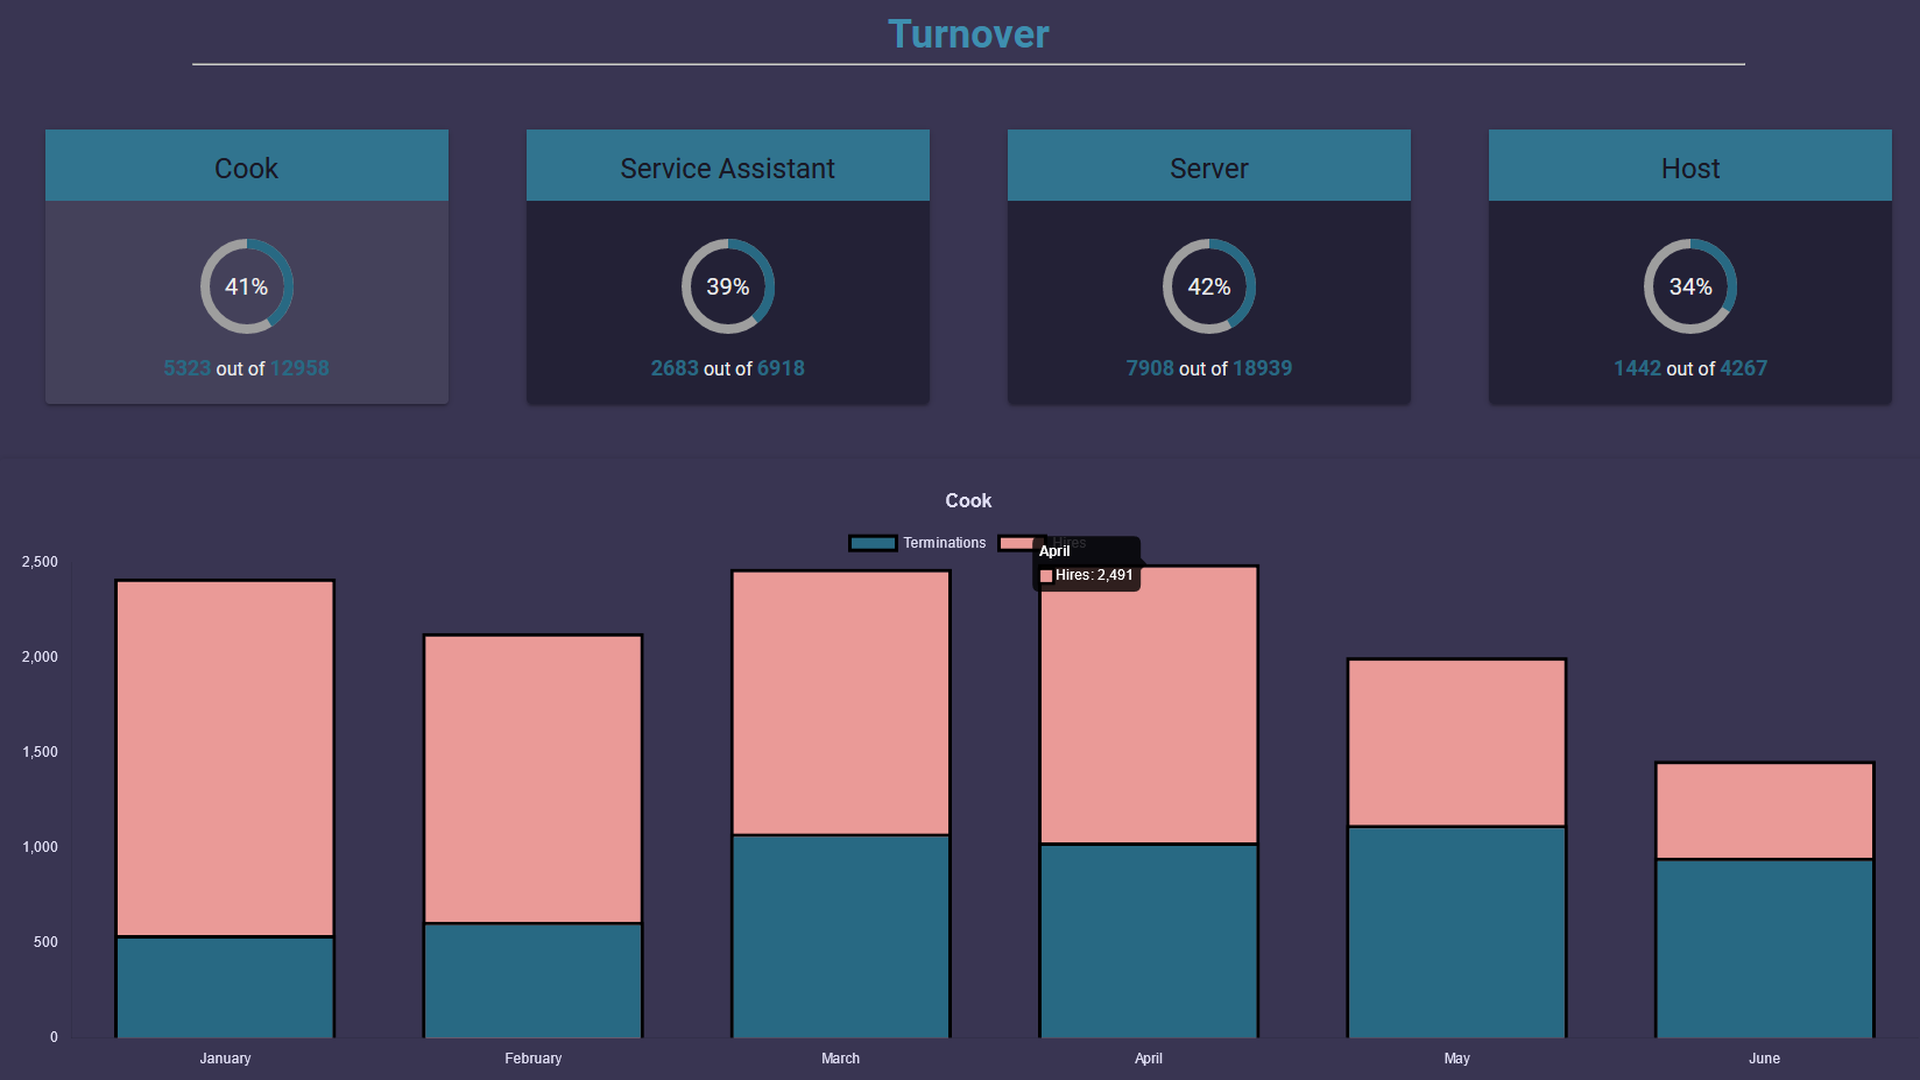 Turnover
Cook
Service Assistant
Server
Host
41%
39%
42%
34%
5323 out of 12958
2683 out of 6918
7908 out of 18939
1442 out of 4267
Cook
Terminations Hires
April
Hires: 2,491
2,500
2,000
1,500
1,000
500
0
January February March April May June